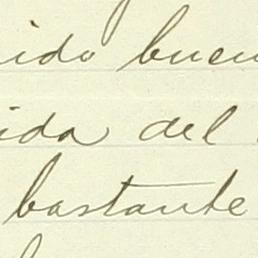 ido buen
ida del
bastante